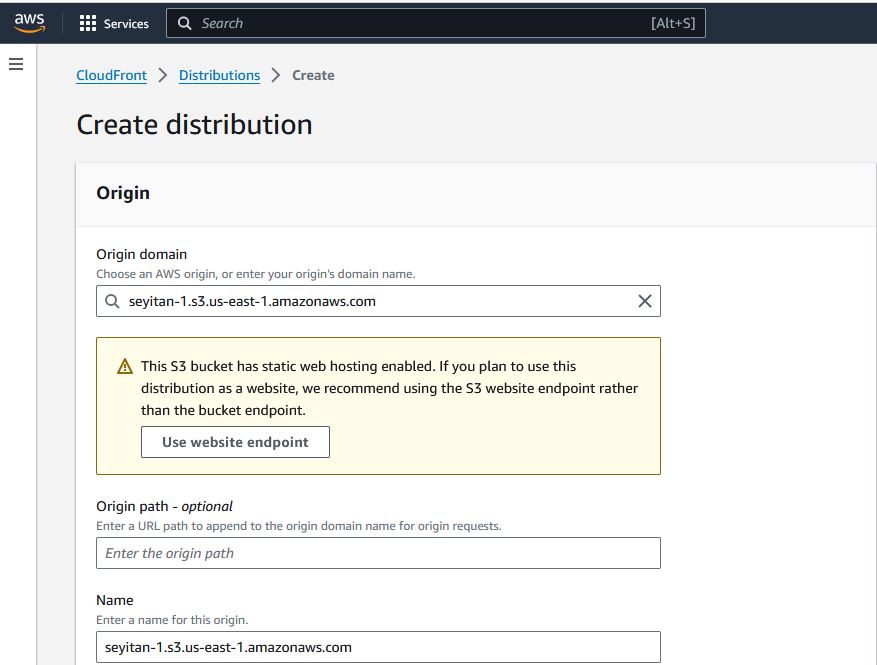 aws Services Search [Alt+S]
CloudFront > Distributions > Create
Create distribution
Origin
Origin domain
Choose an AWS origin, or enter your origin's domain name.
seyitan-1.s3.us-east-1.amazonaws.com
This S3 bucket has static web hosting enabled. If you plan to use this
distribution as a website, we recommend using the S3 website endpoint rather
than the bucket endpoint.
Use website endpoint
Origin path - optional
Enter a URL path to append to the origin domain name for origin requests.
Enter the origin path
Name
Enter a name for this origin.
seyitan-1.s3.us-east-1.amazonaws.com